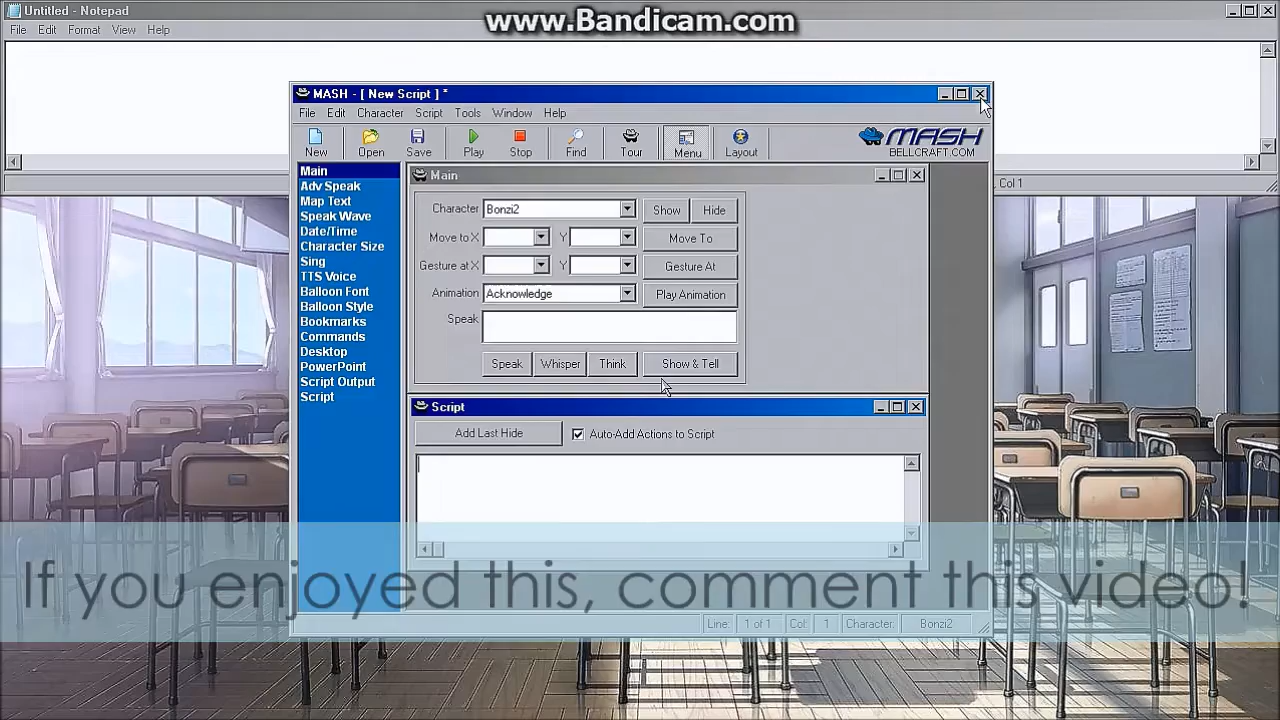 Untitled - Notepad
www.Bandicam.com
File Edit Format View Help
MASH - [ New Script ] *
File Edit Character Script Tools Window Help
New Open Save Play Stop Find Tour Menu Layout
MASH
BELLCRAFT.COM
Main
Adv Speak
Map Text
Speak Wave
Date/Time
Character Size
Sing
TTS Voice
Balloon Font
Balloon Style
Bookmarks
Commands
Desktop
PowerPoint
Script Output
Script
Main
Character Bonzi2 Show Hide
Move to X Y Move To
Gesture at X Y Gesture At
Animation Acknowledge Play Animation
Speak
Speak Whisper Think Show & Tell
, Col 1
Script
Add Last Hide Auto-Add Actions to Script
If you enjoyed this, comment this video!
Line: 1 of 1 Col: 1 Character: Bonzi2